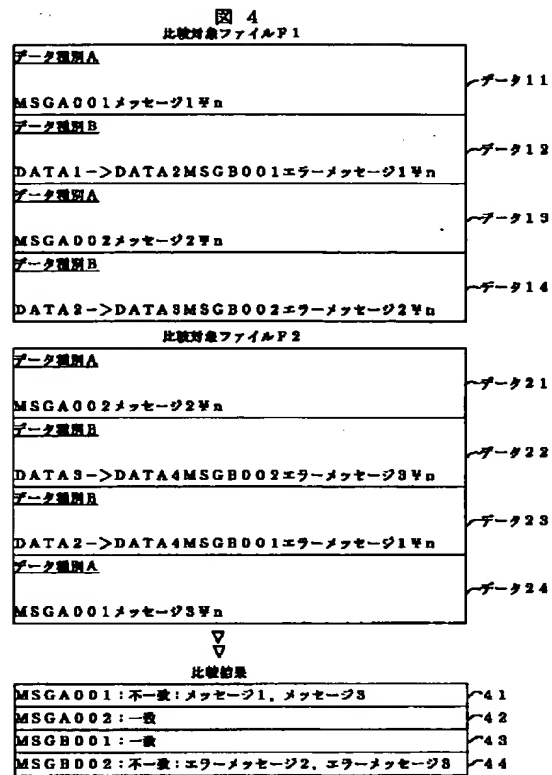 図 4
比較対象ファイルF1
データ種別A
MSGA001メッセージ1¥n
データ11
データ種別B
DATA1->DATA2MSGB001エラーメッセージ1¥n
データ12
データ種別A
MSGA002メッセージ2¥n
データ13
データ種別B
DATA2->DATA3MSGB002エラーメッセージ2¥n
データ14
比較対象ファイルF2
データ種別A
MSGA002メッセージ2¥n
データ21
データ種別B
DATA3->DATA4MSGB002エラーメッセージ3¥n
データ22
データ種別B
DATA2->DATA4MSGB001エラーメッセージ1¥n
データ23
データ種別A
MSGA001メッセージ3¥n
データ24
比較結果
MSGA001:不一致:メッセージ1,メッセージ3
41
MSGA002:一致
42
MSGB001:一致
43
MSGB002:不一致:エラーメッセージ2,エラーメッセージ3
44